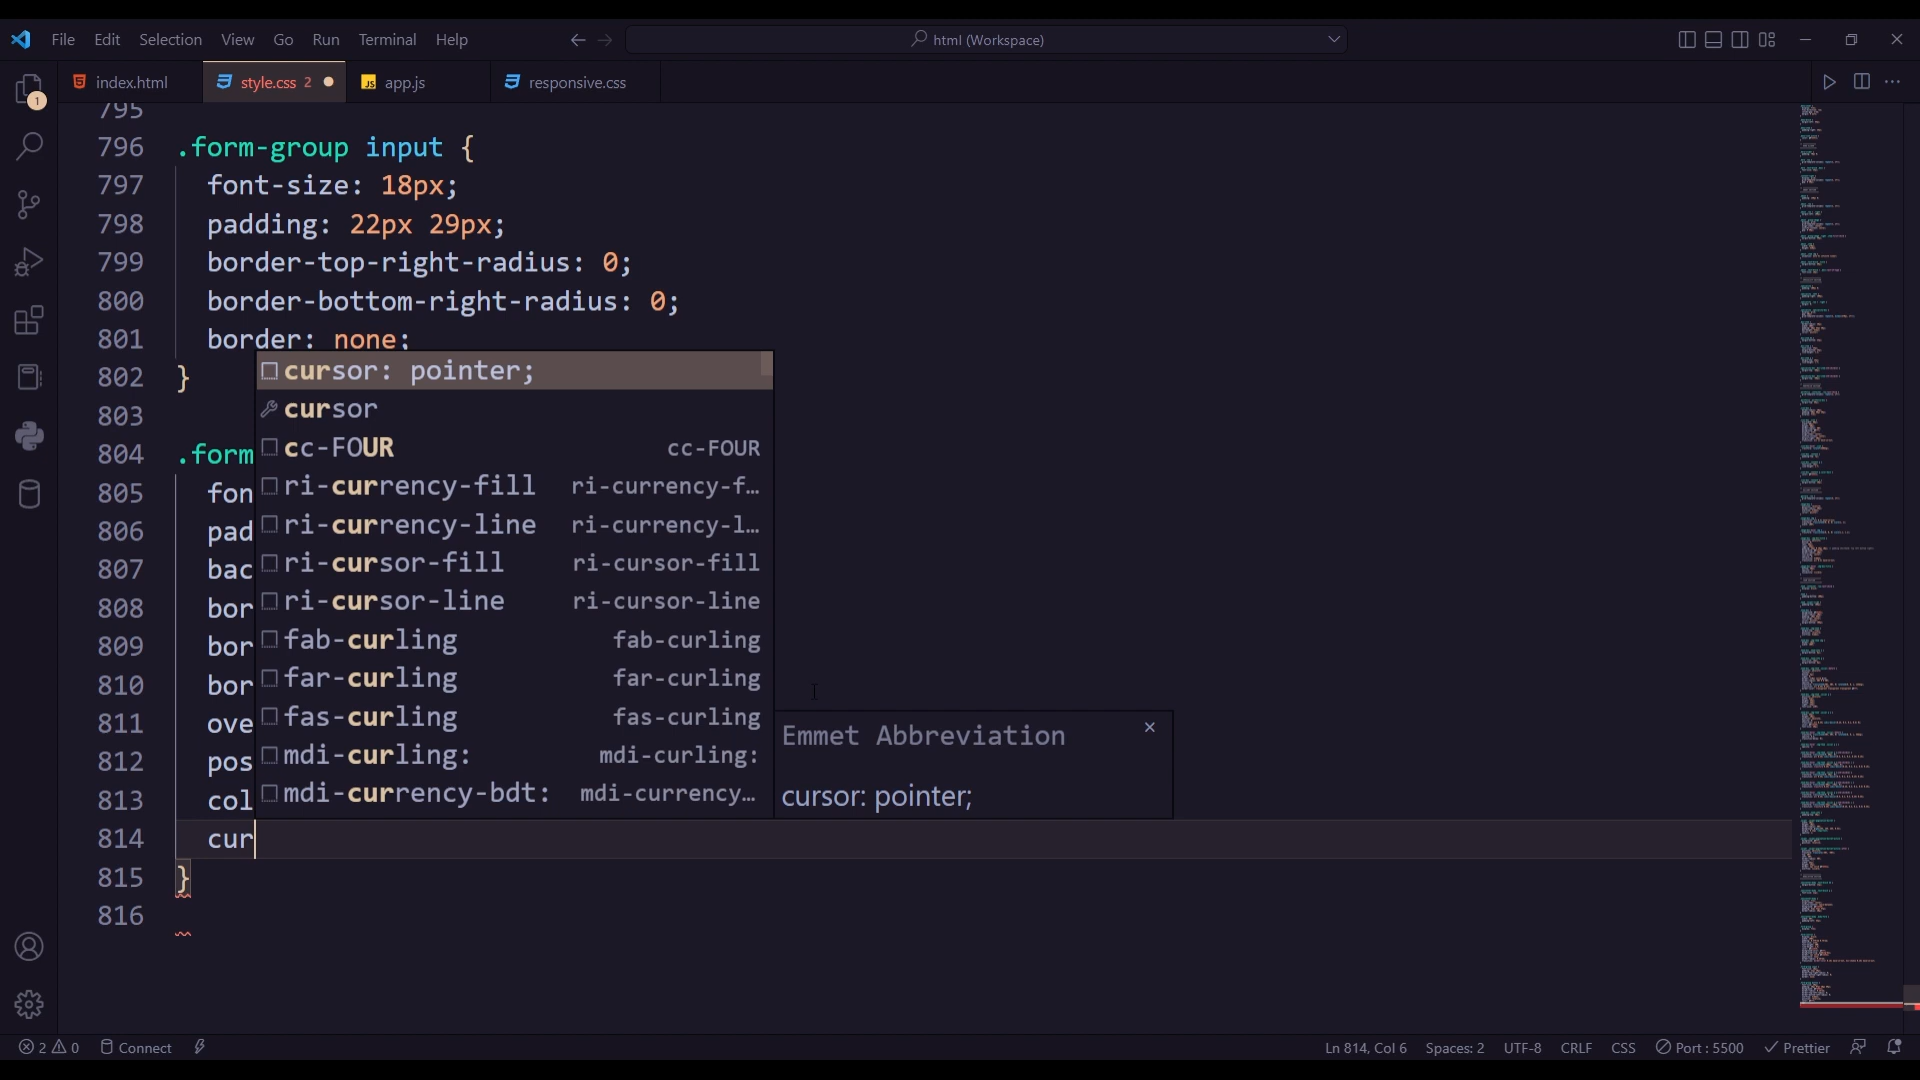 File Edit Selection View Go Run Terminal Help
html (Workspace)
index.html
style.css 2
JS app.js
responsive.css
1
795
796 .form-group input {
797 font-size: 18px;
798 padding: 22px 29px;
799 border-top-right-radius: 0;
800 border-bottom-right-radius: 0;
801 border: none;
802 }
803
804 .form
805 fon
806 pad
807 bac
808 bor
809 bor
810 bor
811 ove
812 pos
813 col
814 cur
815 }
816
cursor: pointer;
cursor
cc-FOUR cc-FOUR
ri-currency-fill ri-currency-f…
ri-currency-line ri-currency-l…
ri-cursor-fill ri-cursor-fill
ri-cursor-line ri-cursor-line
fab-curling fab-curling
far-curling far-curling
fas-curling fas-curling
mdi-curling: mdi-curling:
mdi-currency-bdt: mdi-currency…
Emmet Abbreviation
cursor: pointer;
2 0 Connect
Ln 814, Col 6 Spaces: 2 UTF-8 CRLF CSS Port : 5500 Prettier